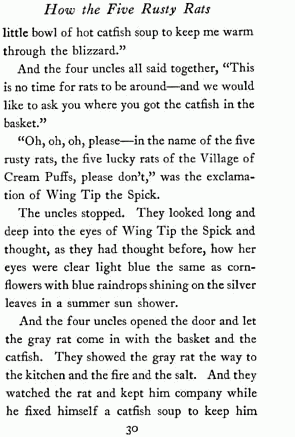 How the Five Rusty Rats
little bowl of hot catfish soup to keep me warm
through the blizzard.”
And the four uncles all said together, “This
is no time for rats to be around—and we would
like to ask you where you got the catfish in the
basket.”
“Oh, oh, oh, please—in the name of the five
rusty rats, the five lucky rats of the Village of
Cream Puffs, please don’t,” was the exclama-
tion of Wing Tip the Spick.
The uncles stopped. They looked long and
deep into the eyes of Wing Tip the Spick and
thought, as they had thought before, how her
eyes were clear light blue the same as corn-
flowers with blue raindrops shining on the silver
leaves in a summer sun shower.
And the four uncles opened the door and let
the gray rat come in with the basket and the
catfish. They showed the gray rat the way to
the kitchen and the fire and the salt. And they
watched the rat and kept him company while
he fixed himself a catfish soup to keep him
30